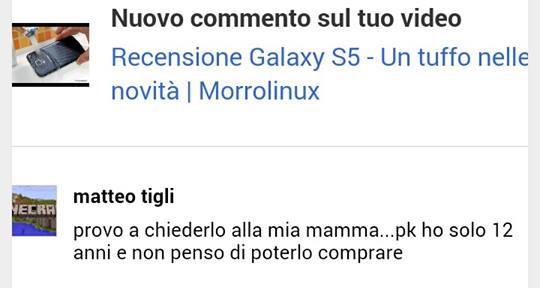 Nuovo commento sul tuo video
Recensione Galaxy S5 - Un tuffo nelle
novità | Morrolinux
matteo tigli
provo a chiederlo alla mia mamma...pk ho solo 12
anni e non penso di poterlo comprare